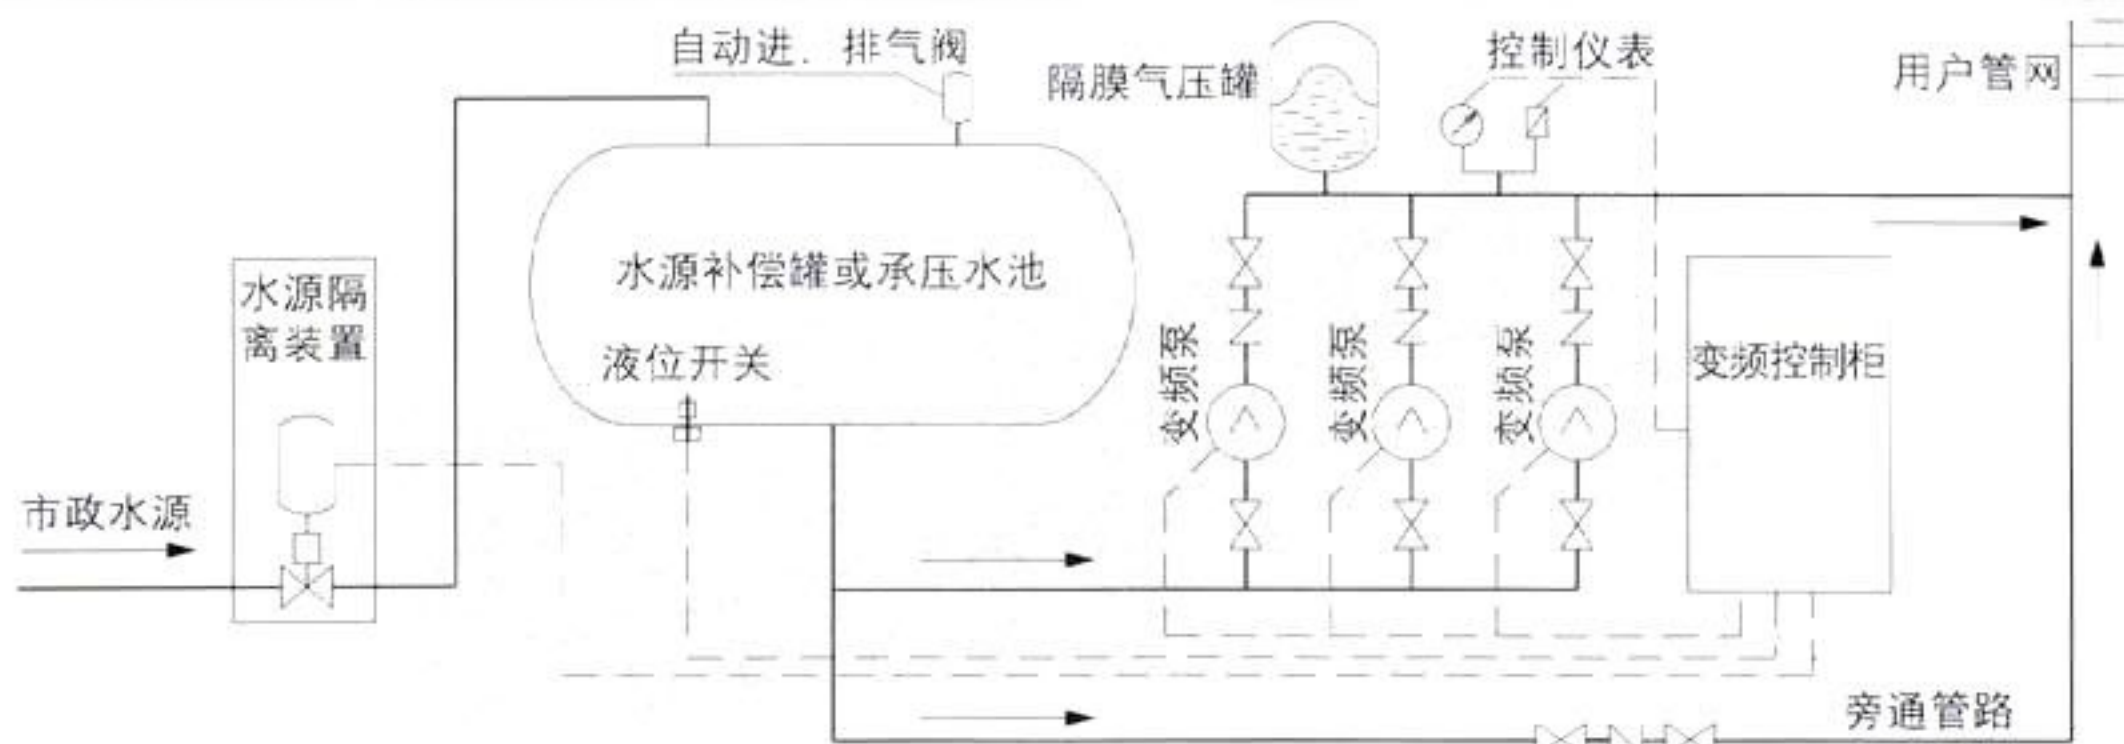 自动进、排气阀
隔膜气压罐
控制仪表
用户管网
水源隔
离装置
水源补偿罐或承压水池
液位开关
变频泵
变频泵
变频泵
变频控制柜
市政水源
旁通管路